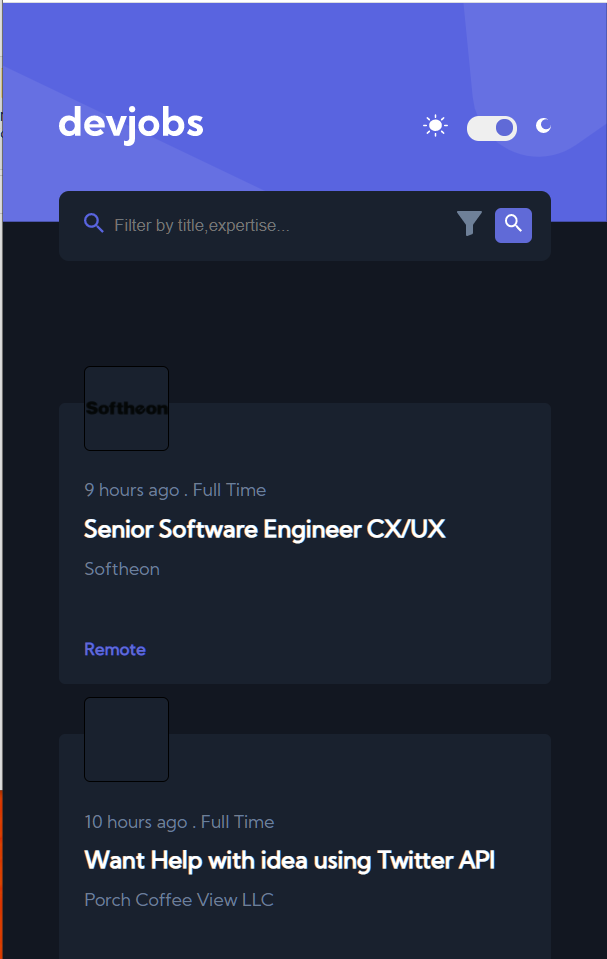 devjobs
Filter by title,expertise...
Softheon
9 hours ago . Full Time
Senior Software Engineer CX/UX
Softheon
Remote
10 hours ago . Full Time
Want Help with idea using Twitter API
Porch Coffee View LLC